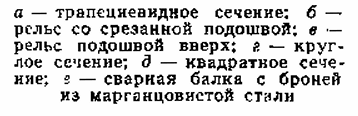 а — трапециевидное сечение; б —
рельс со срезанной подошвой; в —
рельс подошвой вверх; г — круг-
лое сечение; д — квадратное сече-
ние; е — сварная балка с броней
из марганцовистой стали